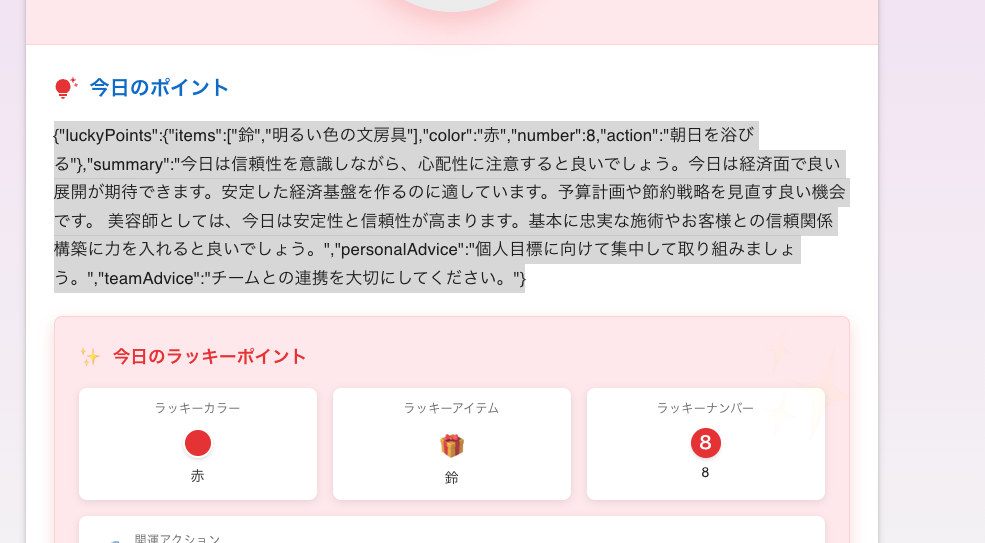 今日のポイント
{"luckyPoints":{"items":["鈴","明るい色の文房具"],"color":"赤","number":8,"action":"朝日を浴び
る"},"summary":"今日は信頼性を意識しながら、心配性に注意すると良いでしょう。今日は経済面で良い
展開が期待できます。安定した経済基盤を作るのに適しています。予算計画や節約戦略を見直す良い機会
です。 美容師としては、今日は安定性と信頼性が高まります。基本に忠実な施術やお客様との信頼関係
構築に力を入れると良いでしょう。","personalAdvice":"個人目標に向けて集中して取り組みましょ
う。","teamAdvice":"チームとの連携を大切にしてください。"}
今日のラッキーポイント
ラッキーカラー
赤
ラッキーアイテム
鈴
ラッキーナンバー
8
8
開運アクション